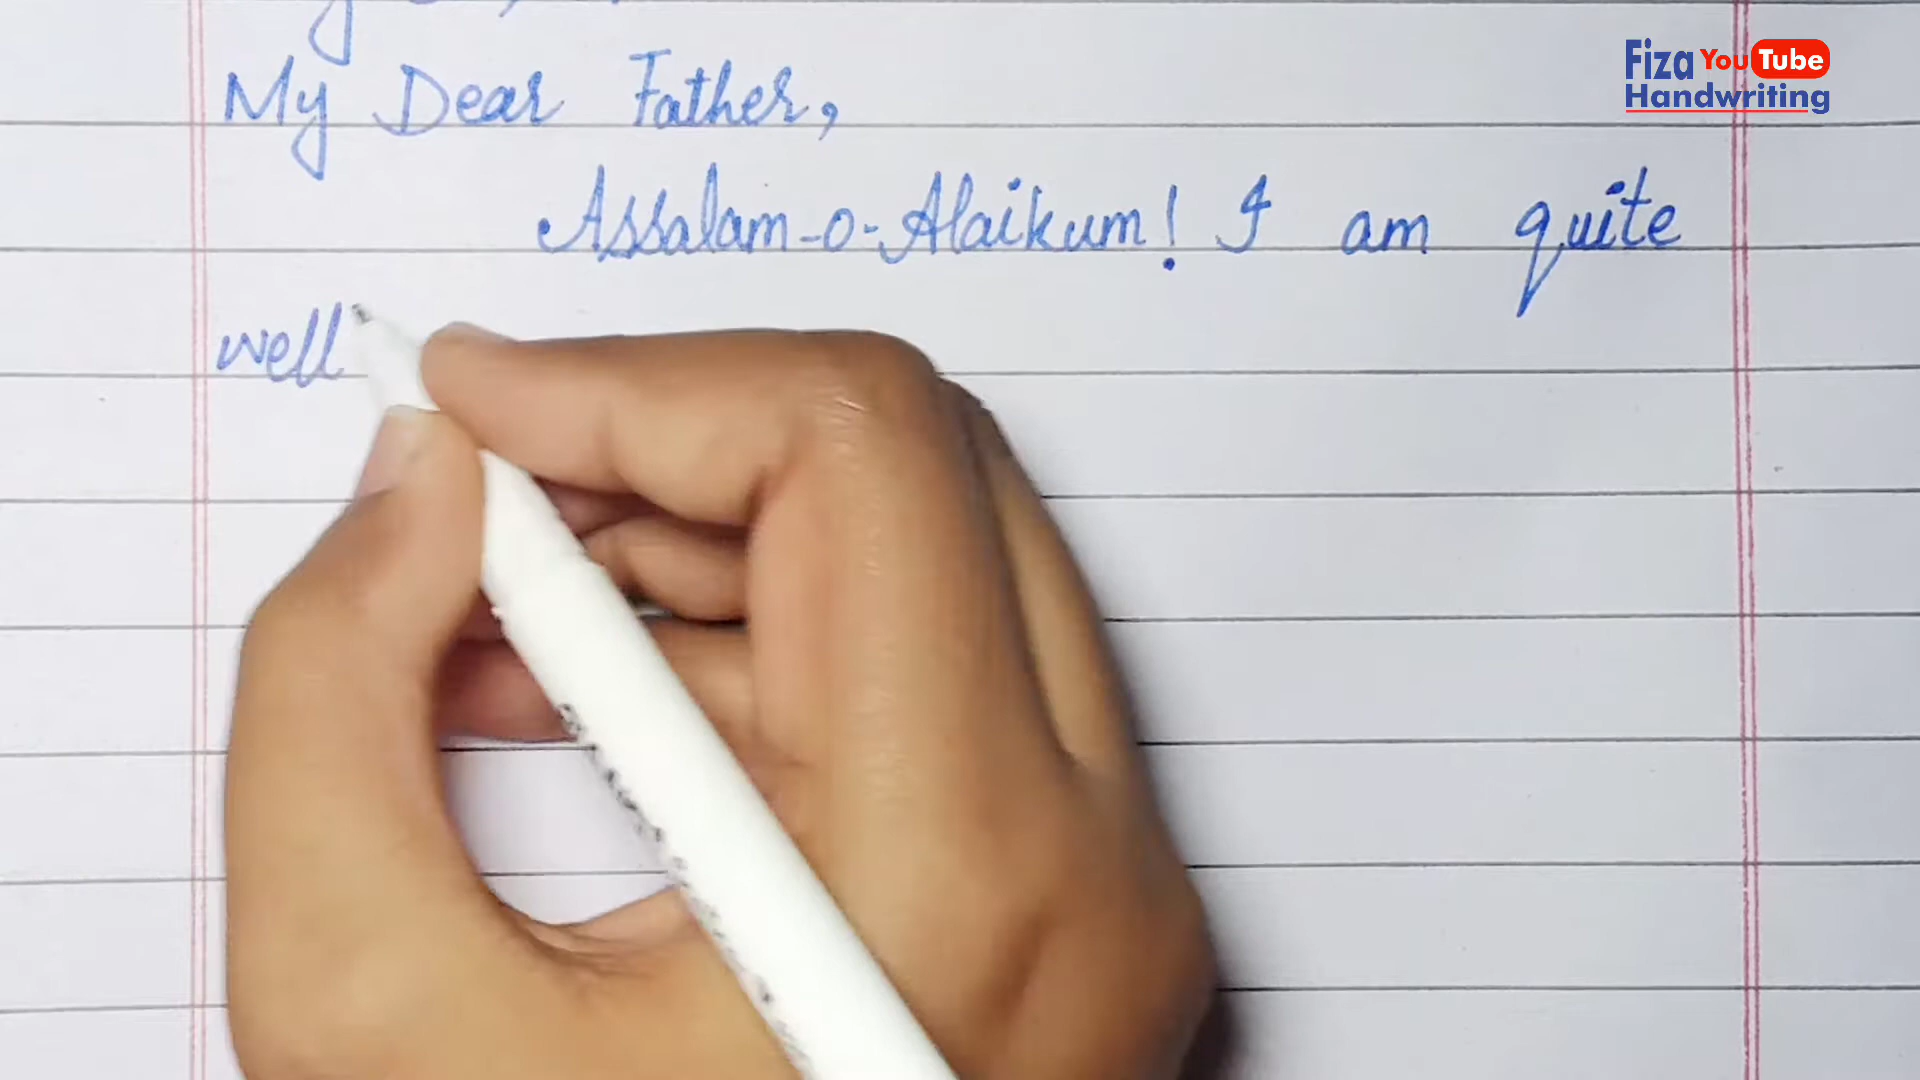 Fiza YouTube
Handwriting
My Dear Father,
Assalam-o-Alaikum! I am quite
well